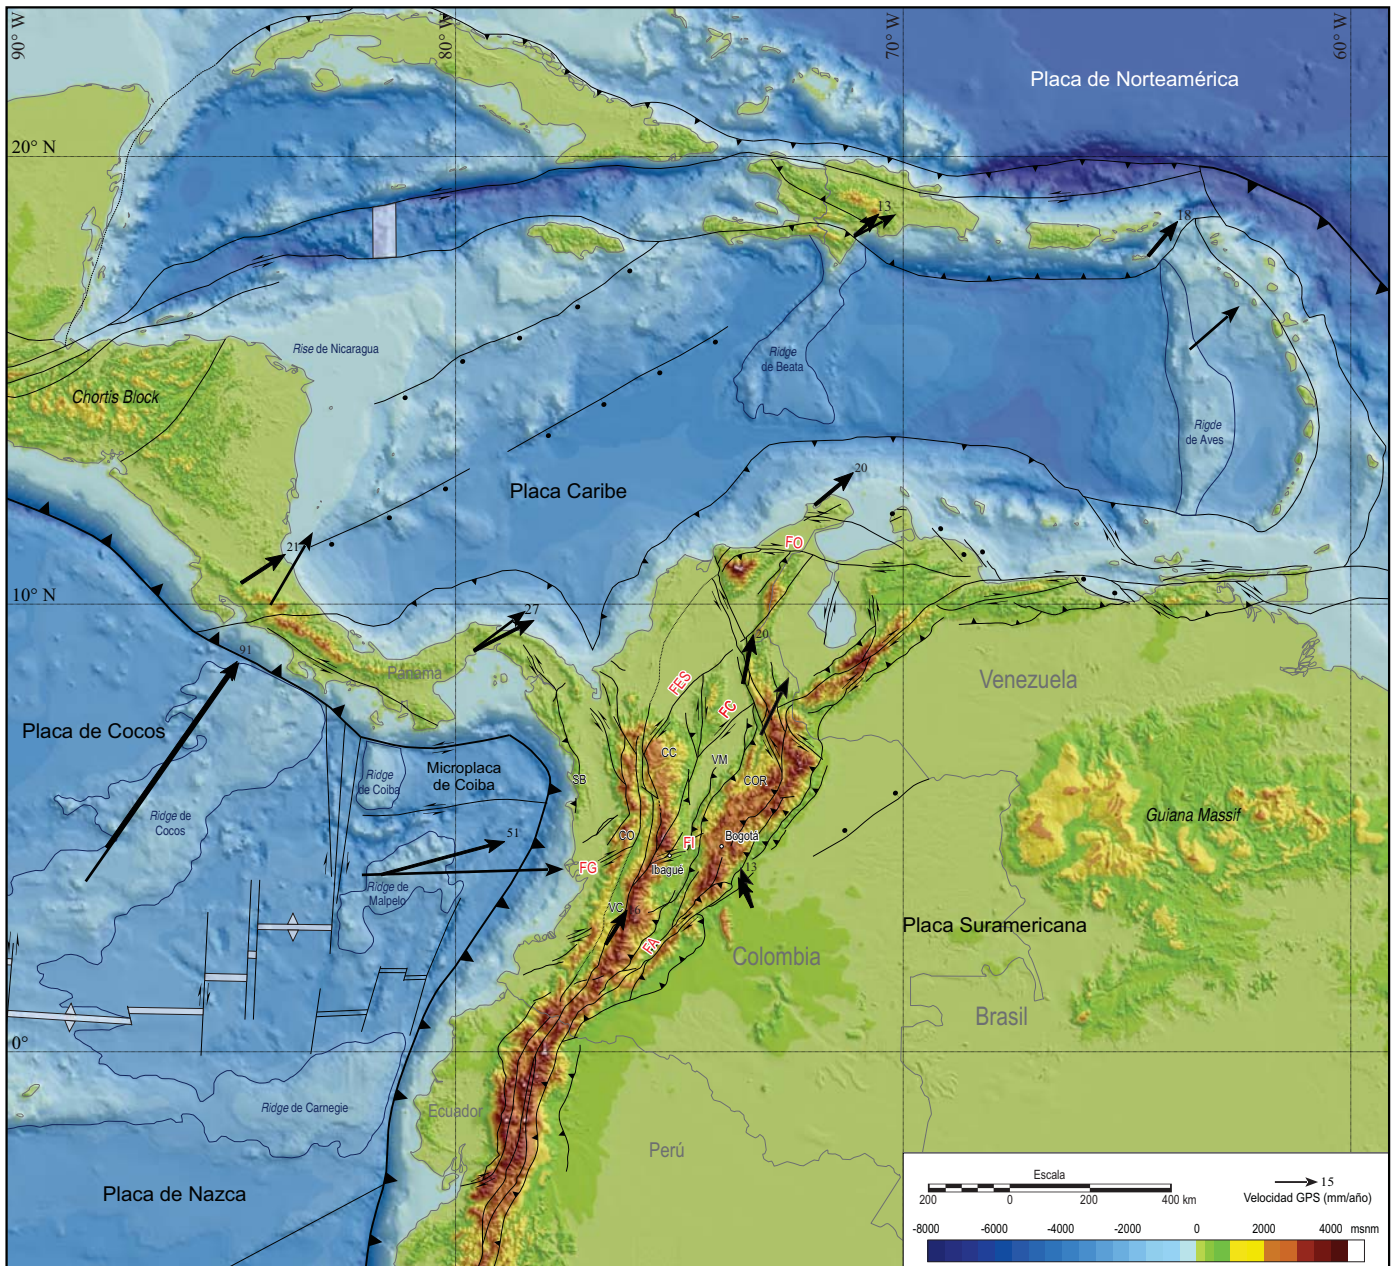 90° W
80° W
70° W
60° W
Placa de Norteamérica
20° N
13
18
Rise de Nicaragua
Ridge
de Beata
Chortis Block
Rigde
de Aves
20
Placa Caribe
21
FO
10° N
27
20
91
Panama
Venezuela
FES
FC
Placa de Cocos
CC
VM
Microplaca
de Coiba
Ridge
de Coiba
SB
COR
Ridge de
Cocos
Guiana Massif
51
CO
FI
Bogotá
FG
Ibagué
13
Ridge de
Malpelo
VC
6
Placa Suramericana
FA
Colombia
Brasil
0°
Ridge de Carnegie
Ecuador
Perú
Placa de Nazca
Escala
200 0 200 400 km
15
Velocidad GPS (mm/año)
-8000 -6000 -4000 -2000 0 2000 4000 msnm